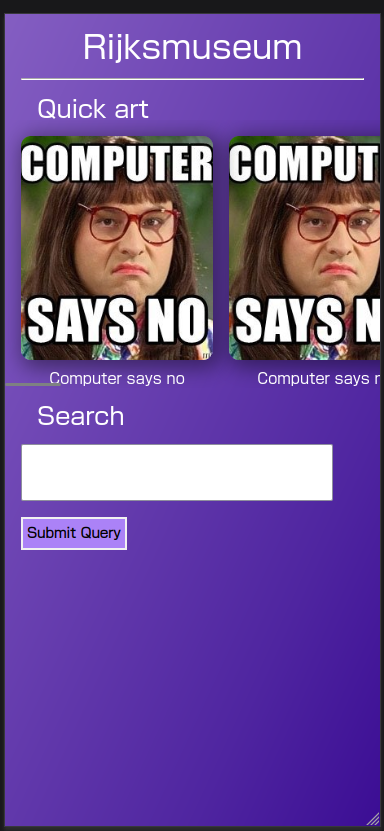 Rijksmuseum
Quick art
COMPUTER
SAYS NO
Computer says no
COMPUT
SAYS N
Computer says
Search
Submit Query